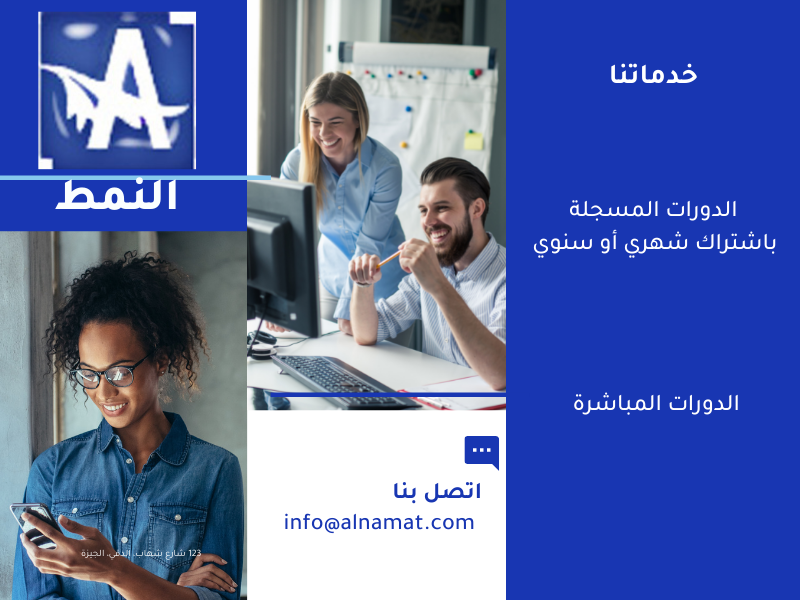 خدماتنا
الدورات المسجلة
باشتراك شهري أو سنوي
الدورات المباشرة
اتصل بنا
info@alnamat.com
A
النمط
123 شارع شهاب. الدقي. الجيزة